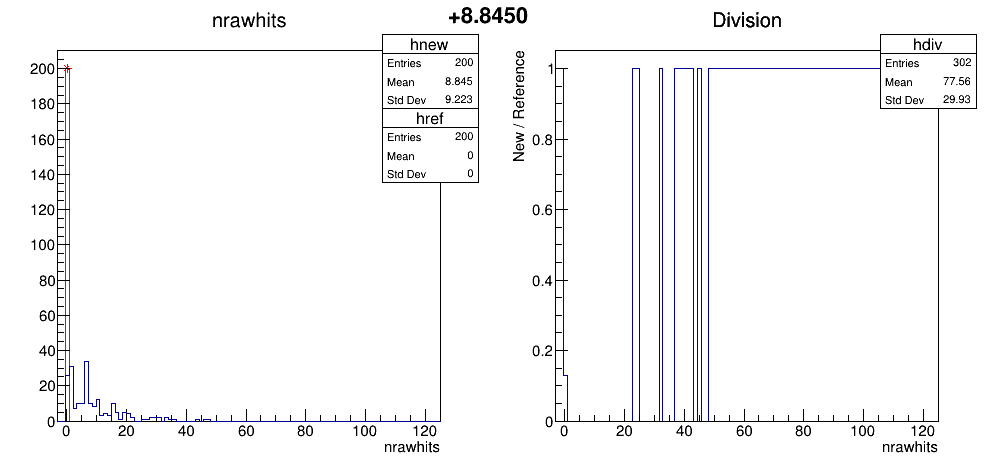 nrawhits
+8.8450
Division
hnew
Entries 200
Mean 8.845
Std Dev 9.223
href
Entries 200
Mean 0
Std Dev 0
200
180
160
140
120
100
80
60
40
20
0
0 20 40 60 80 100 120
nrawhits
hdiv
Entries 302
Mean 77.56
Std Dev 29.93
New / Reference
1
0.8
0.6
0.4
0.2
0
0 20 40 60 80 100 120
nrawhits